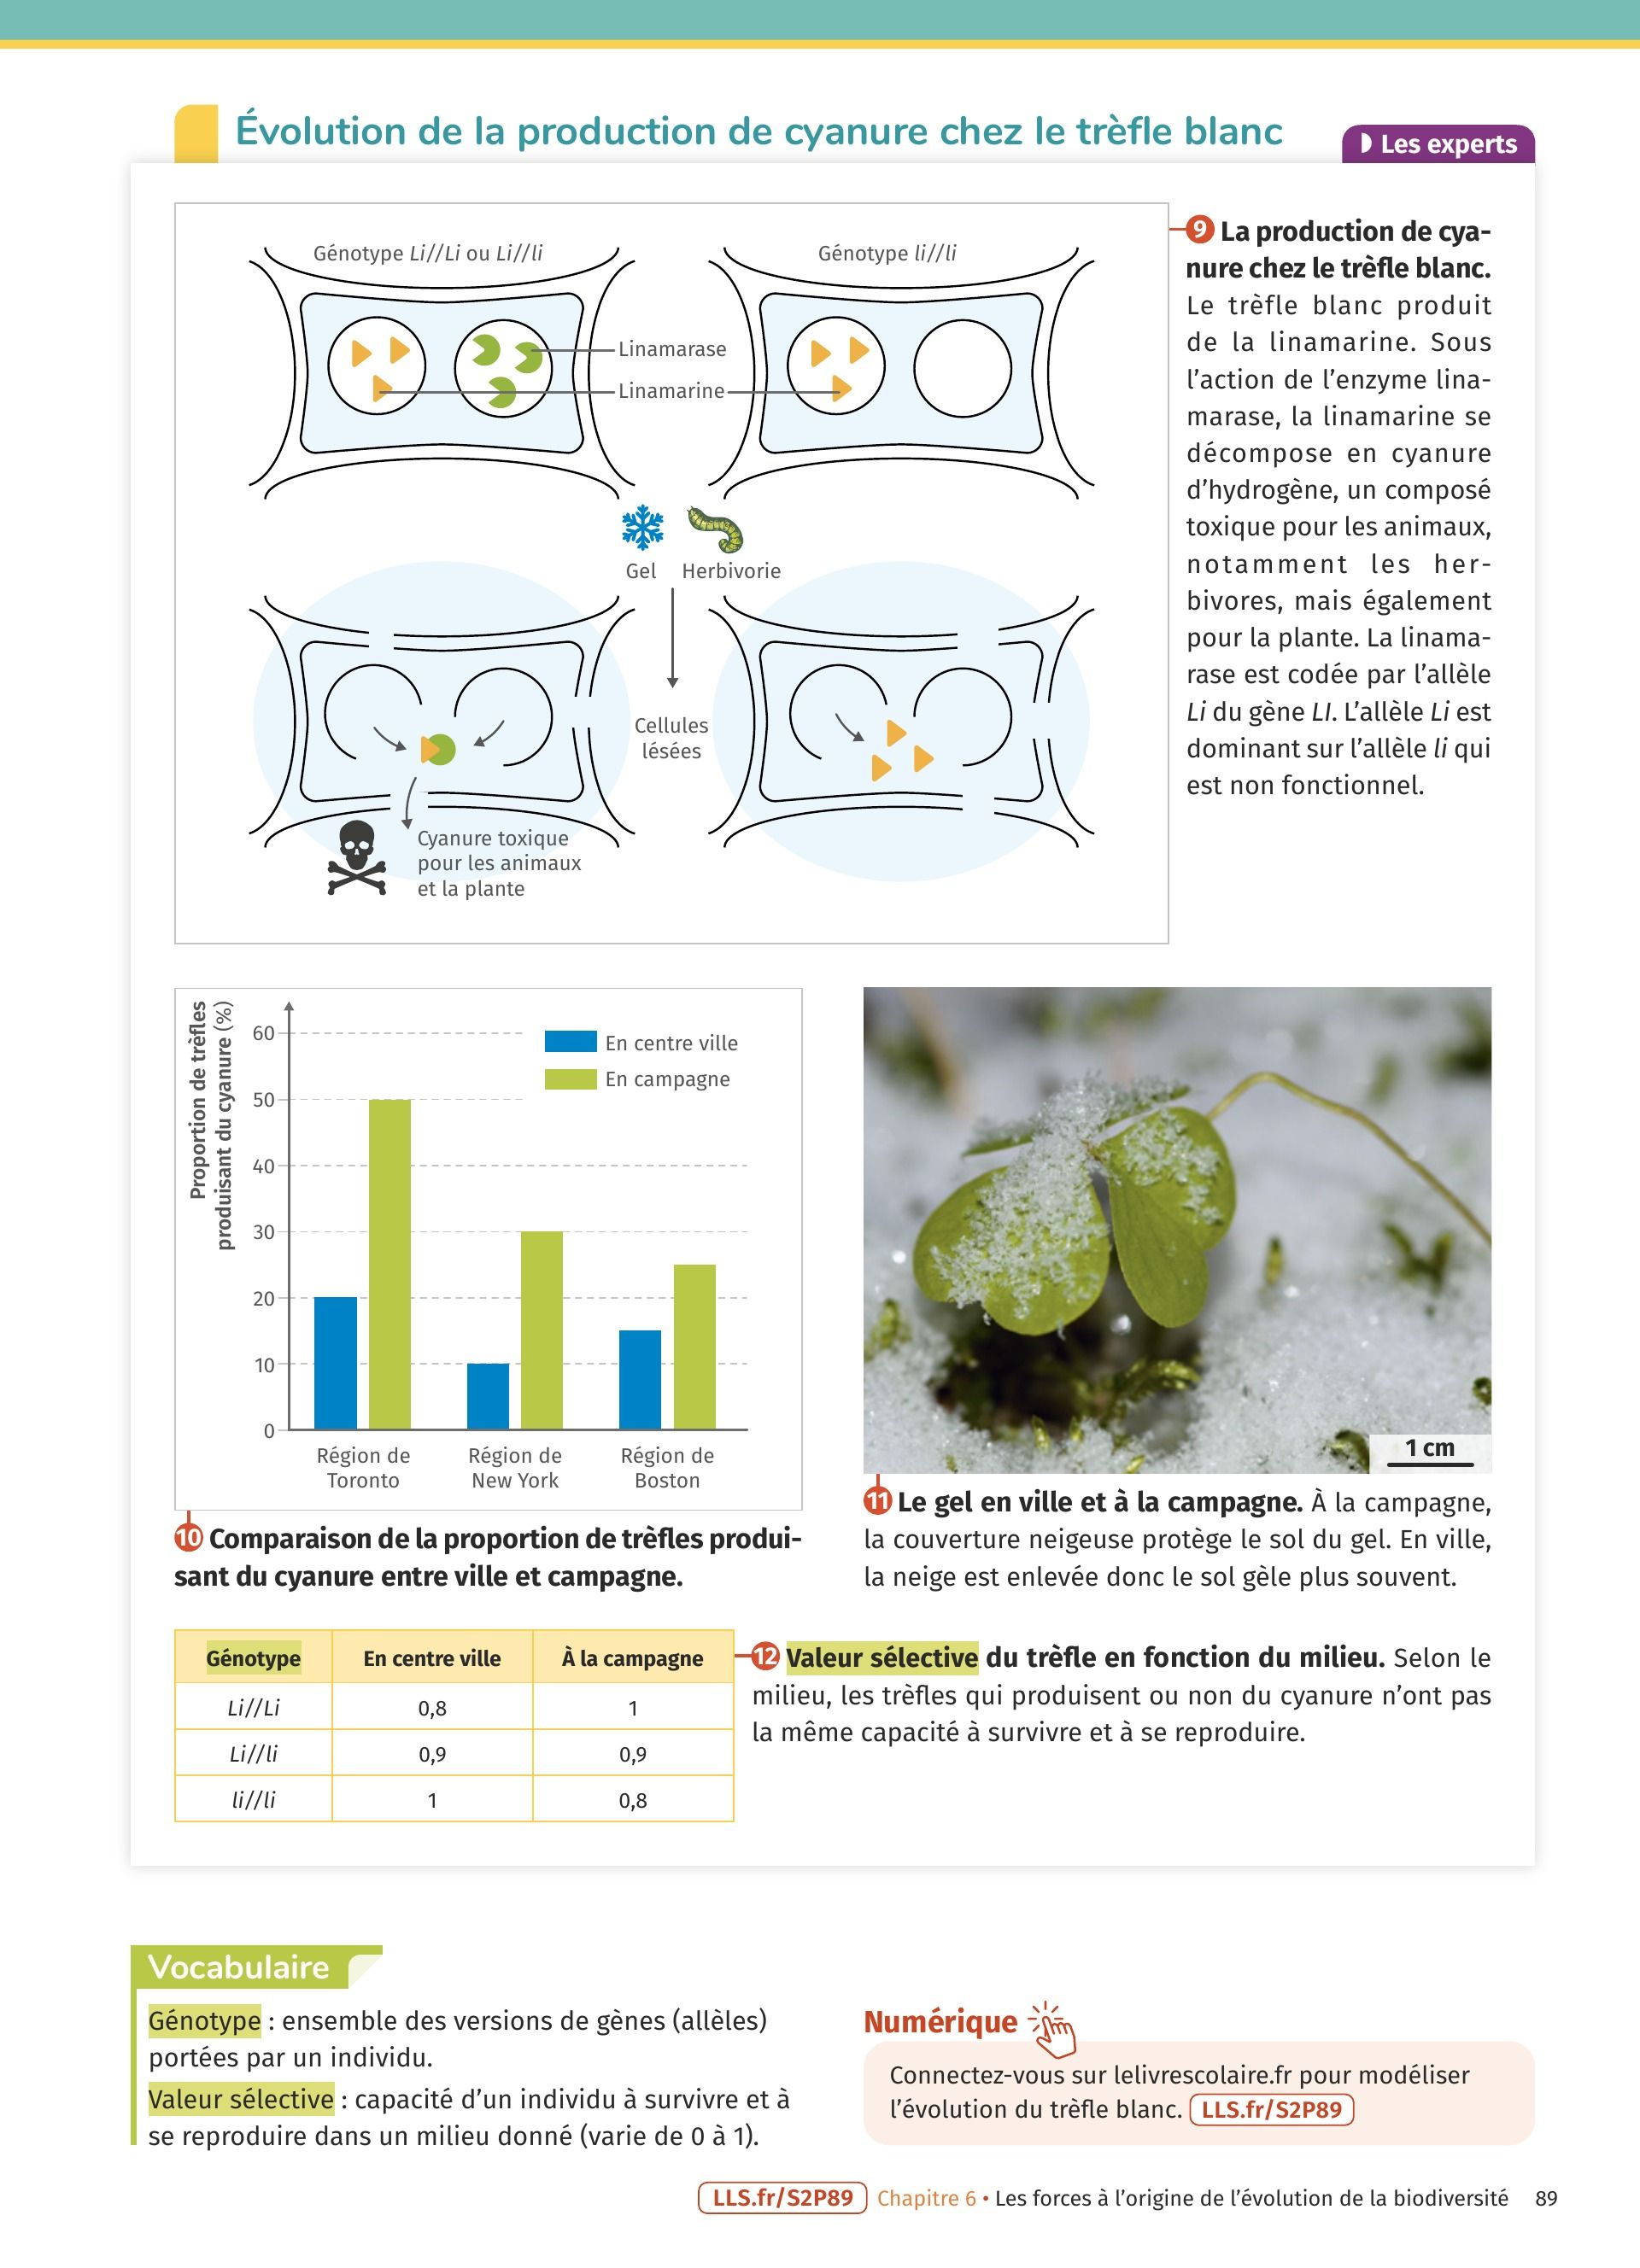 Évolution de la production de cyanure chez le trèfle blanc
Les experts
Génotype Li//Li ou Li//li
Génotype li//li
Linamarase
Linamarine
Gel
Herbivorie
Cellules
lésées
Cyanure toxique
pour les animaux
et la plante
9 La production de cya-
nure chez le trèfle blanc.
Le trèfle blanc produit
de la linamarine. Sous
l'action de l'enzyme lina-
marase, la linamarine se
décompose en cyanure
d'hydrogène, un composé
toxique pour les animaux,
notamment les her-
bivores, mais également
pour la plante. La linama-
rase est codée par l'allèle
Li du gène LI. L'allèle Li est
dominant sur l'allèle li qui
est non fonctionnel.
Proportion de trèfles
produisant du cyanure (%)
60
50
40
30
20
10
0
En centre ville
En campagne
Région de
Toronto
Région de
New York
Région de
Boston
10 Comparaison de la proportion de trèfles produi-
sant du cyanure entre ville et campagne.
1 cm
11 Le gel en ville et à la campagne. À la campagne,
la couverture neigeuse protège le sol du gel. En ville,
la neige est enlevée donc le sol gèle plus souvent.
Génotype En centre ville À la campagne
Li//Li 0,8 1
Li//li 0,9 0,9
li//li 1 0,8
12 Valeur sélective du trèfle en fonction du milieu. Selon le
milieu, les trèfles qui produisent ou non du cyanure n'ont pas
la même capacité à survivre et à se reproduire.
Vocabulaire
Génotype : ensemble des versions de gènes (allèles)
portées par un individu.
Valeur sélective : capacité d'un individu à survivre et à
se reproduire dans un milieu donné (varie de 0 à 1).
Numérique
Connectez-vous sur lelivrescolaire.fr pour modéliser
l'évolution du trèfle blanc. LLS.fr/S2P89
LLS.fr/S2P89 Chapitre 6 • Les forces à l'origine de l'évolution de la biodiversité 89